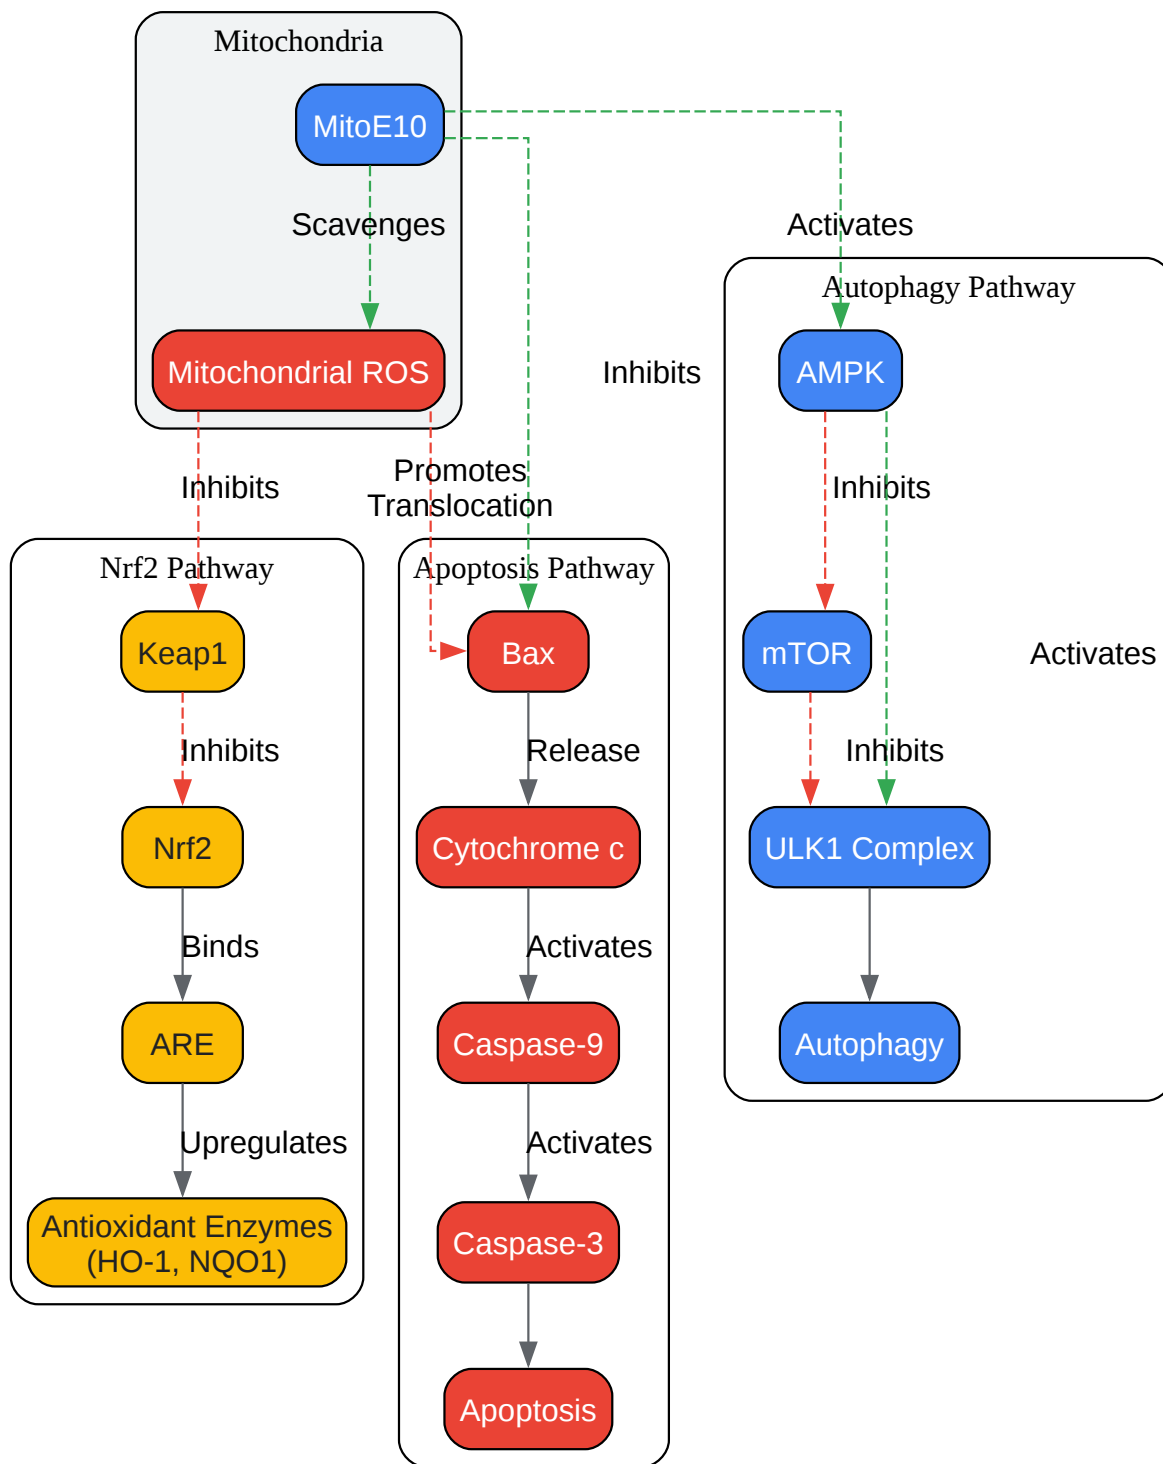 Mitochondria
MitoE10
Scavenges
Activates
Mitochondrial ROS
Inhibits
Autophagy Pathway
AMPK
Inhibits
Promotes
Translocation
Inhibits
Nrf2 Pathway
Apoptosis Pathway
Keap1
Bax
mTOR
Activates
Inhibits
Release
Inhibits
Nrf2
Cytochrome c
ULK1 Complex
Binds
Activates
ARE
Caspase-9
Autophagy
Upregulates
Activates
Antioxidant Enzymes
(HO-1, NQO1)
Caspase-3
Apoptosis